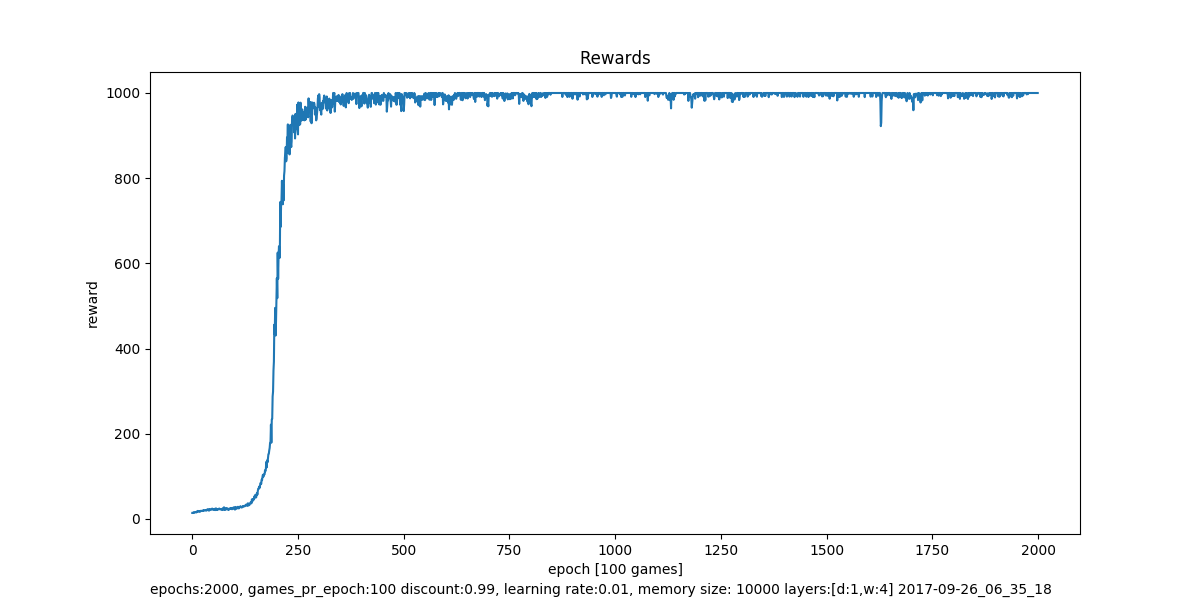 Rewards
1000
800
600
400
200
0
reward
0 250 500 750 1000 1250 1500 1750 2000
epoch [100 games]
epochs:2000, games_pr_epoch:100 discount:0.99, learning rate:0.01, memory size: 10000 layers:[d:1,w:4] 2017-09-26_06_35_18